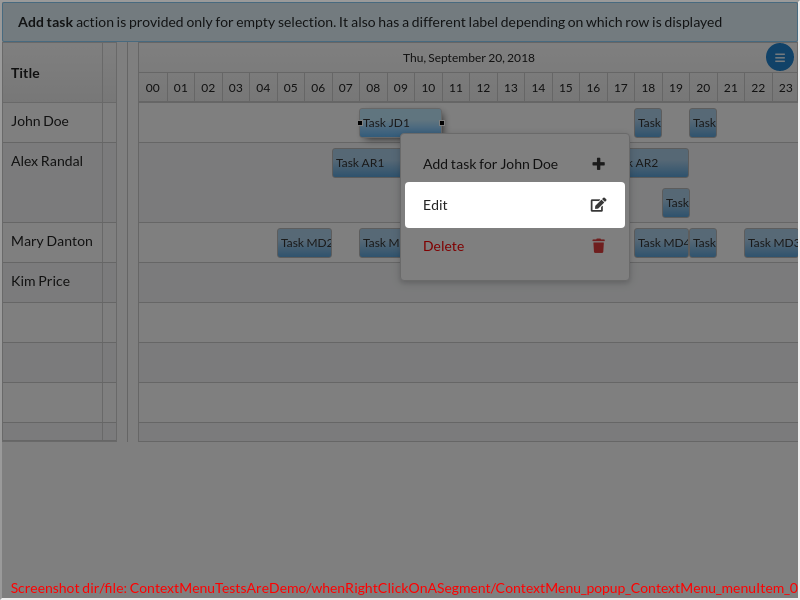 Add task action is provided only for empty selection. It also has a different label depending on which row is displayed
Thu, September 20, 2018
Title
00 01 02 03 04 05 06 07 08 09 10 11 12 13 14 15 16 17 18 19 20 21 22 23
John Doe Task JD1 Task Task
Alex Randal Task AR1 AR2
Add task for John Doe
Edit Task
Mary Danton Task MD2 Task M Task MD4 Task Task MD3
Delete
Kim Price
Screenshot dir/file: ContextMenuTestsAreDemo/whenRightClickOnASegment/ContextMenu_popup_ContextMenu_menuItem_0